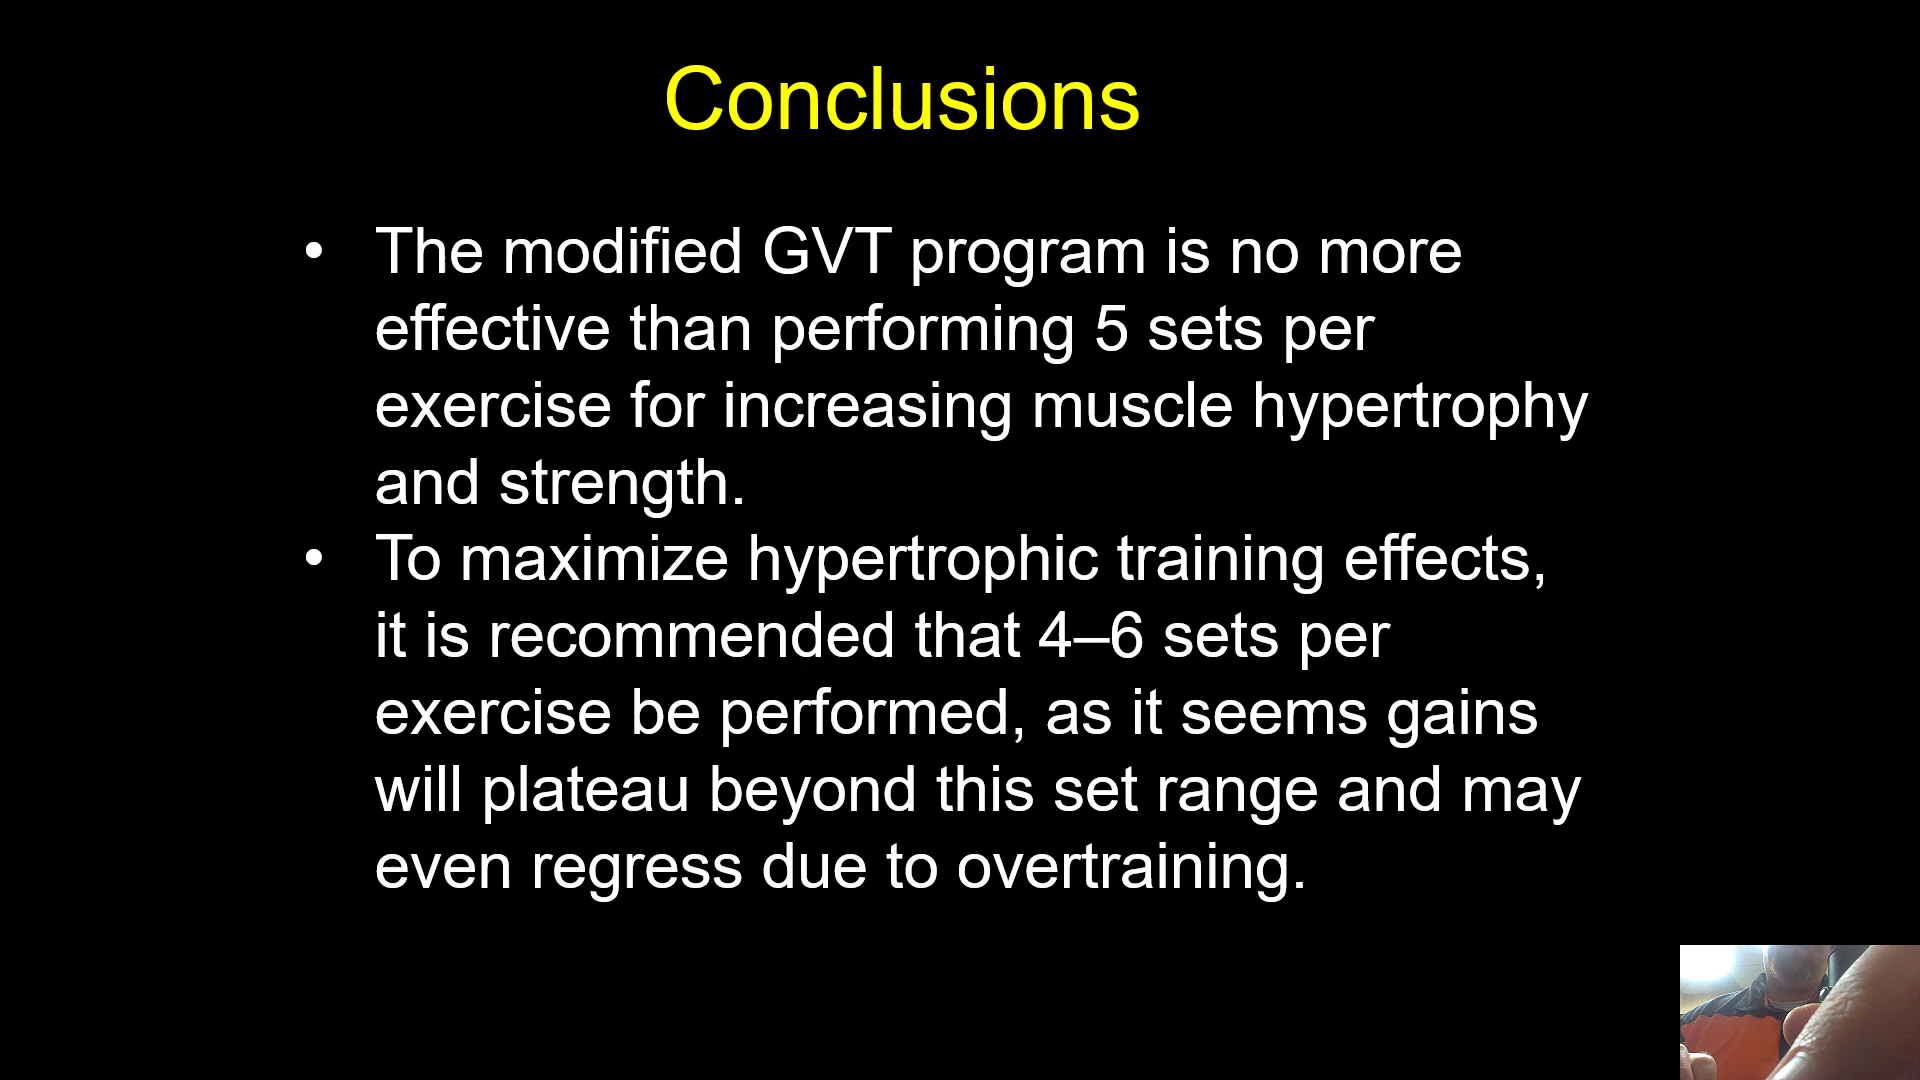 Conclusions
• The modified GVT program is no more
effective than performing 5 sets per
exercise for increasing muscle hypertrophy
and strength.
• To maximize hypertrophic training effects,
it is recommended that 4–6 sets per
exercise be performed, as it seems gains
will plateau beyond this set range and may
even regress due to overtraining.